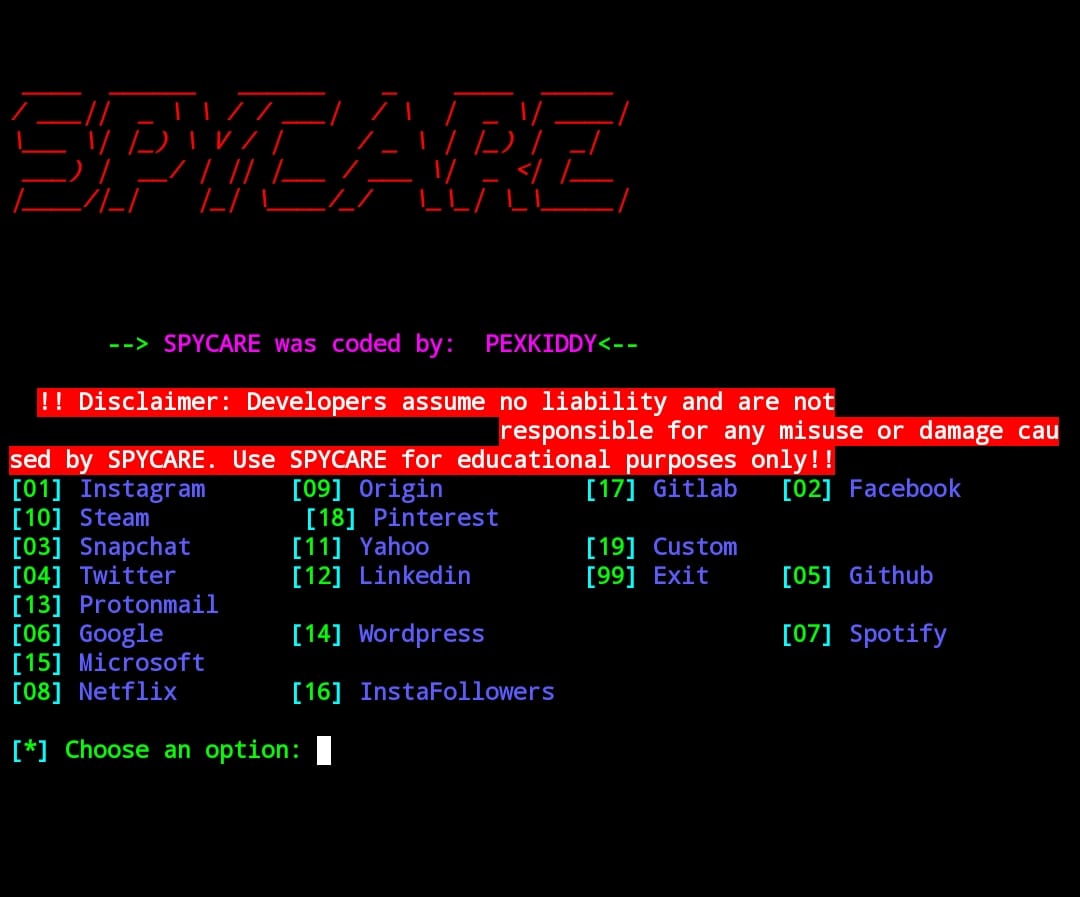 SPYCARE
--> SPYCARE was coded by:  PEXKIDDY<--
!! Disclaimer: Developers assume no liability and are not
responsible for any misuse or damage cau
sed by SPYCARE. Use SPYCARE for educational purposes only!!
[01] Instagram [09] Origin [17] Gitlab [02] Facebook
[10] Steam [18] Pinterest
[03] Snapchat [11] Yahoo [19] Custom
[04] Twitter [12] Linkedin [99] Exit [05] Github
[13] Protonmail
[06] Google [14] Wordpress [07] Spotify
[15] Microsoft
[08] Netflix [16] InstaFollowers
[*] Choose an option: